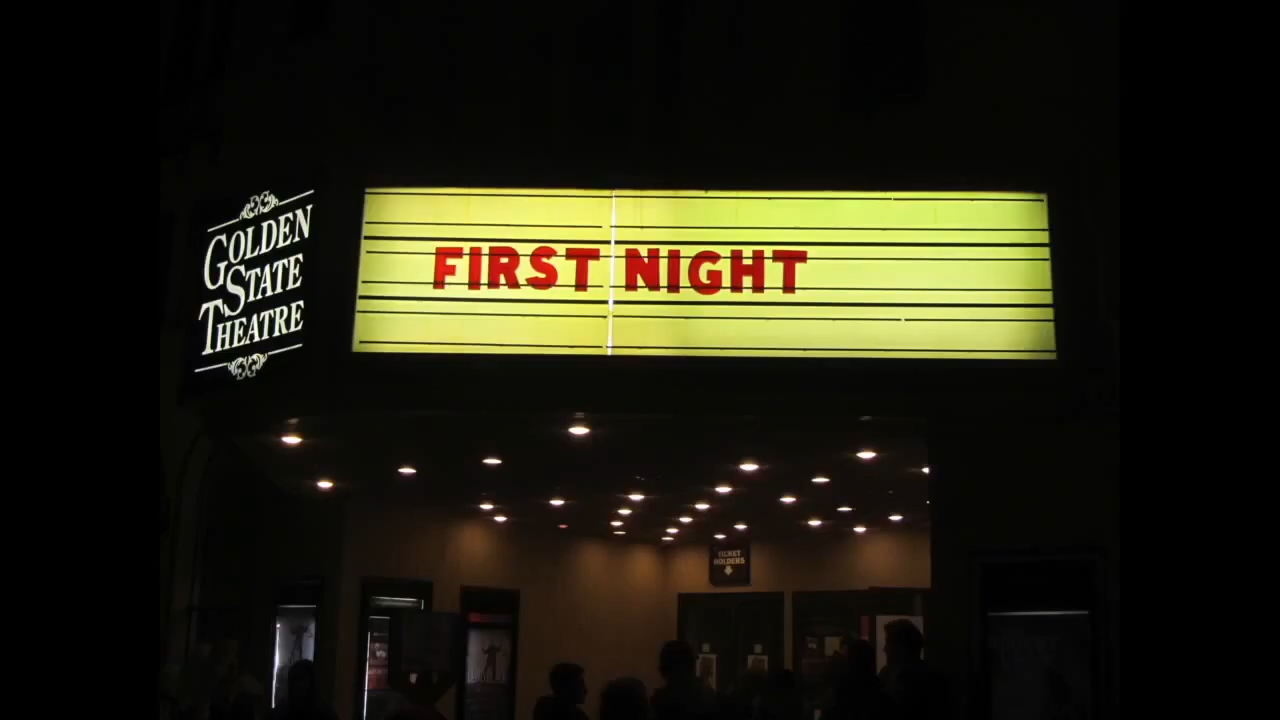 GOLDEN
STATE
THEATRE
FIRST NIGHT
TICKET
HOLDERS